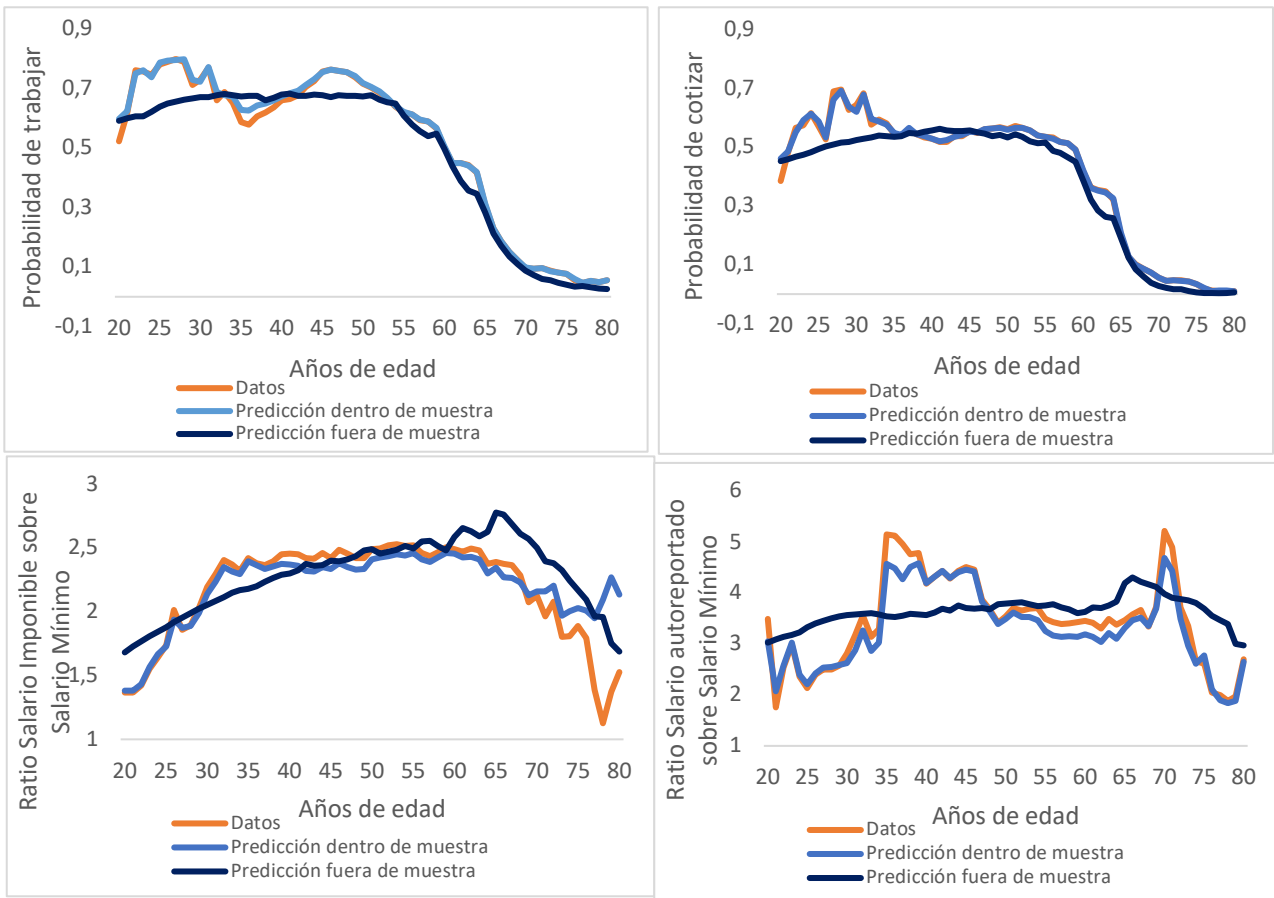 0,9
0,7
0,5
0,3
0,1
-0,1
Probabilidad de trabajar
20 25 30 35 40 45 50 55 60 65 70 75 80
Años de edad
Datos
Predicción dentro de muestra
Predicción fuera de muestra
0,9
0,7
0,5
0,3
0,1
-0,1
Probabilidad de cotizar
20 25 30 35 40 45 50 55 60 65 70 75 80
Años de edad
Datos
Predicción dentro de muestra
Predicción fuera de muestra
3
2,5
2
1,5
1
Ratio Salario Imponible sobre
Salario Mínimo
20 25 30 35 40 45 50 55 60 65 70 75 80
Años de edad
Datos
Predicción dentro de muestra
Predicción fuera de muestra
6
5
4
3
2
1
Ratio Salario autoreportado
sobre Salario Mínimo
20 25 30 35 40 45 50 55 60 65 70 75 80
Años de edad
Datos
Predicción dentro de muestra
Predicción fuera de muestra